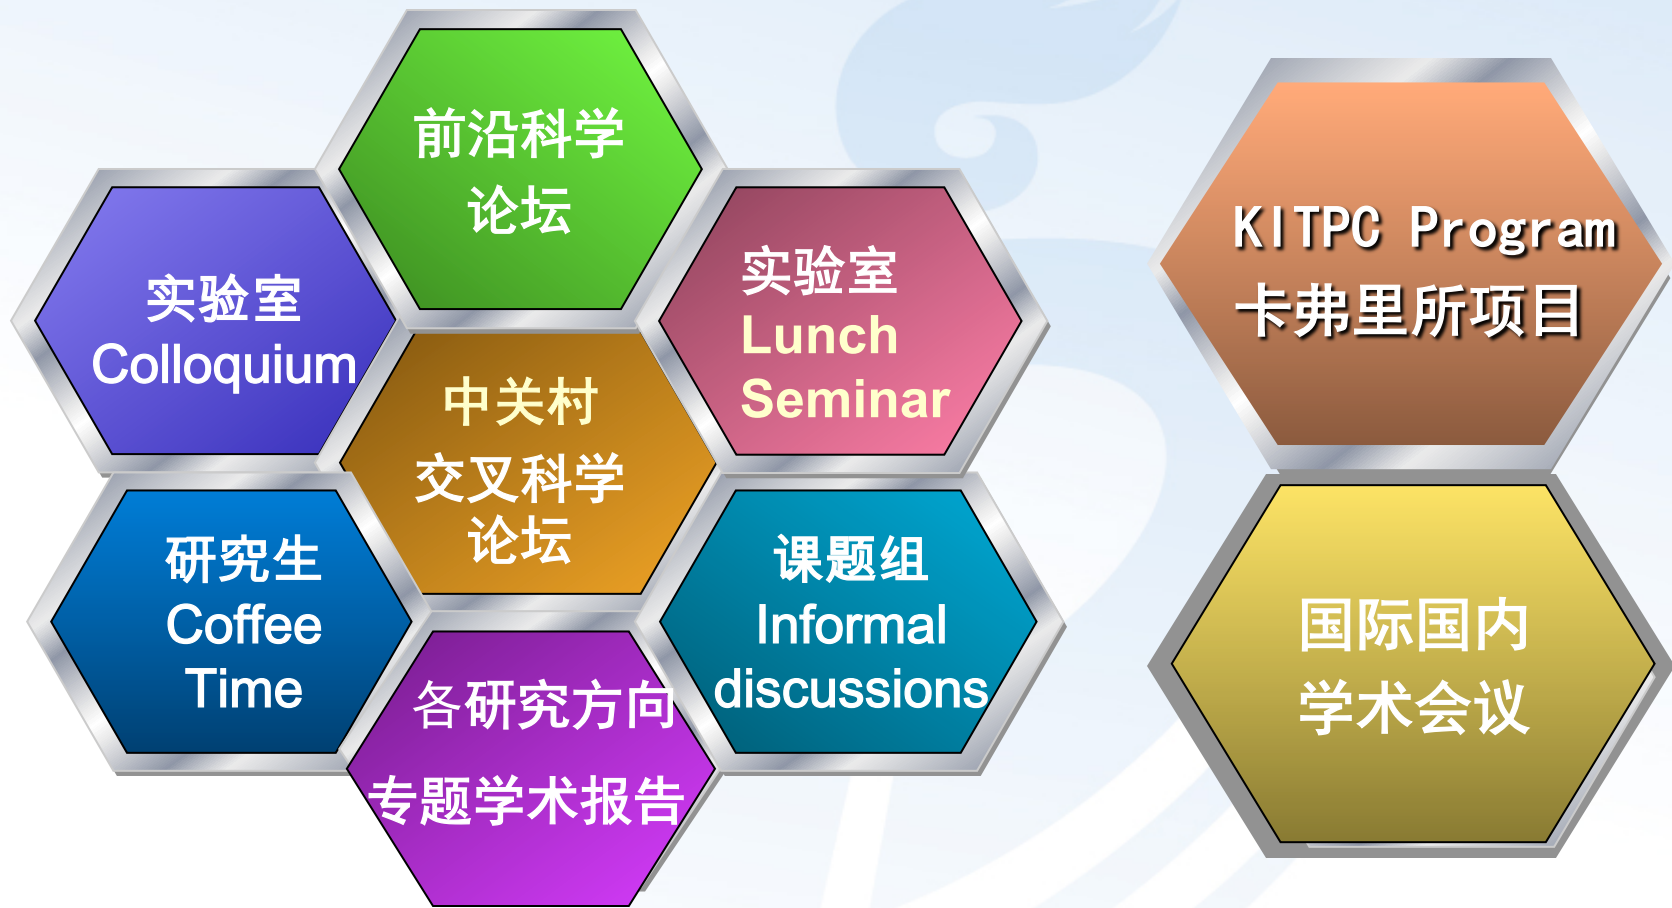 前沿科学
论坛
实验室
Colloquium
实验室
Lunch
Seminar
中关村
交叉科学
论坛
研究生
Coffee
Time
课题组
Informal
discussions
各研究方向
专题学术报告
KITPC Program
卡弗里所项目
国际国内
学术会议